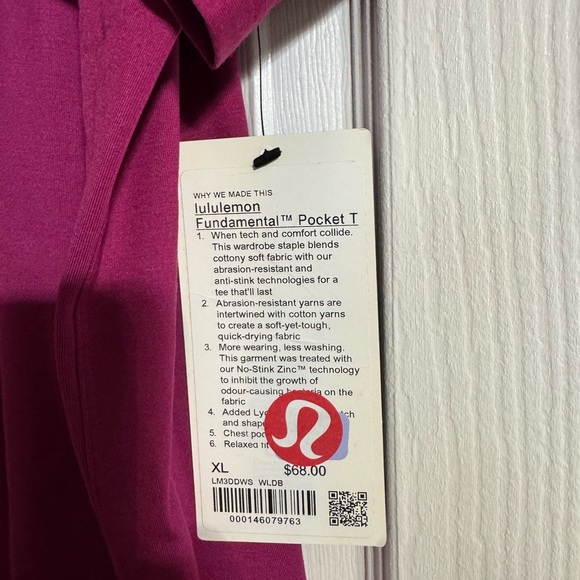 WHY WE MADE THIS
lululemon
Fundamental™ Pocket T
1. When tech and comfort collide.
This wardrobe staple blends
cottony soft fabric with our
abrasion-resistant and
anti-stink technologies for a
tee that'll last
2. Abrasion-resistant yarns are
intertwined with cotton yarns
to create a soft-yet-tough,
quick-drying fabric
3. More wearing, less washing.
This garment was treated with
our No-Stink Zinc™ technology
to inhibit the growth of
odour-causing bacteria on the
fabric
4. Added
and
5. Chest
6. Relaxed fit
XL $68.00
LM3DDWS WLDB
000146079763